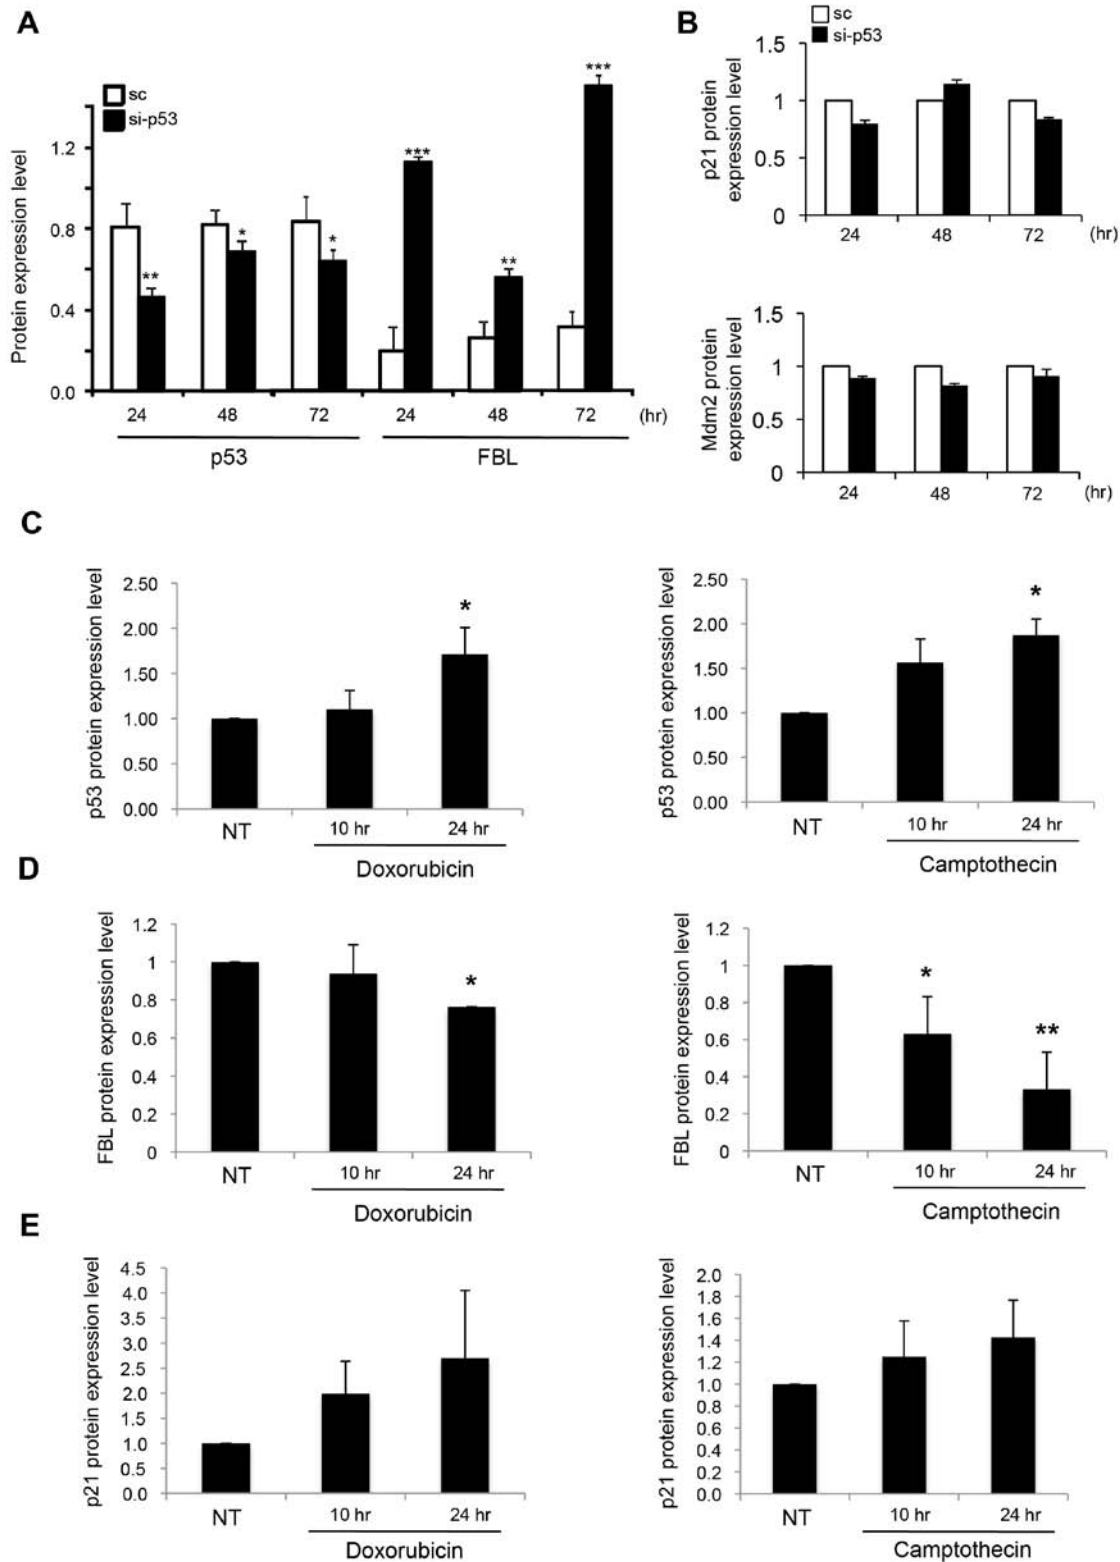 A
sc
si-p53
Protein expression level
1.2
0.8
0.4
0.0
**
*
*
***
**
***
24 48 72 24 48 72 (hr)
p53 FBL
B
sc
si-p53
p21 protein
expression level
1.5
1
0.5
0
24 48 72 (hr)
Mdm2 protein
expression level
1.5
1
0.5
0
24 48 72 (hr)
C
p53 protein expression level
2.50
2.00
1.50
1.00
0.50
0.00
*
NT 10 hr 24 hr
Doxorubicin
p53 protein expression level
2.50
2.00
1.50
1.00
0.50
0.00
*
NT 10 hr 24 hr
Camptothecin
D
FBL protein expression level
1.2
1
0.8
0.6
0.4
0.2
0
*
NT 10 hr 24 hr
Doxorubicin
FBL protein expression level
1.2
1
0.8
0.6
0.4
0.2
0
*
**
NT 10 hr 24 hr
Camptothecin
E
p21 protein expression level
4.5
4.0
3.5
3.0
2.5
2.0
1.5
1.0
0.5
0.0
NT 10 hr 24 hr
Doxorubicin
p21 protein expression level
2.0
1.8
1.6
1.4
1.2
1.0
0.8
0.6
0.4
0.2
0.0
NT 10 hr 24 hr
Camptothecin